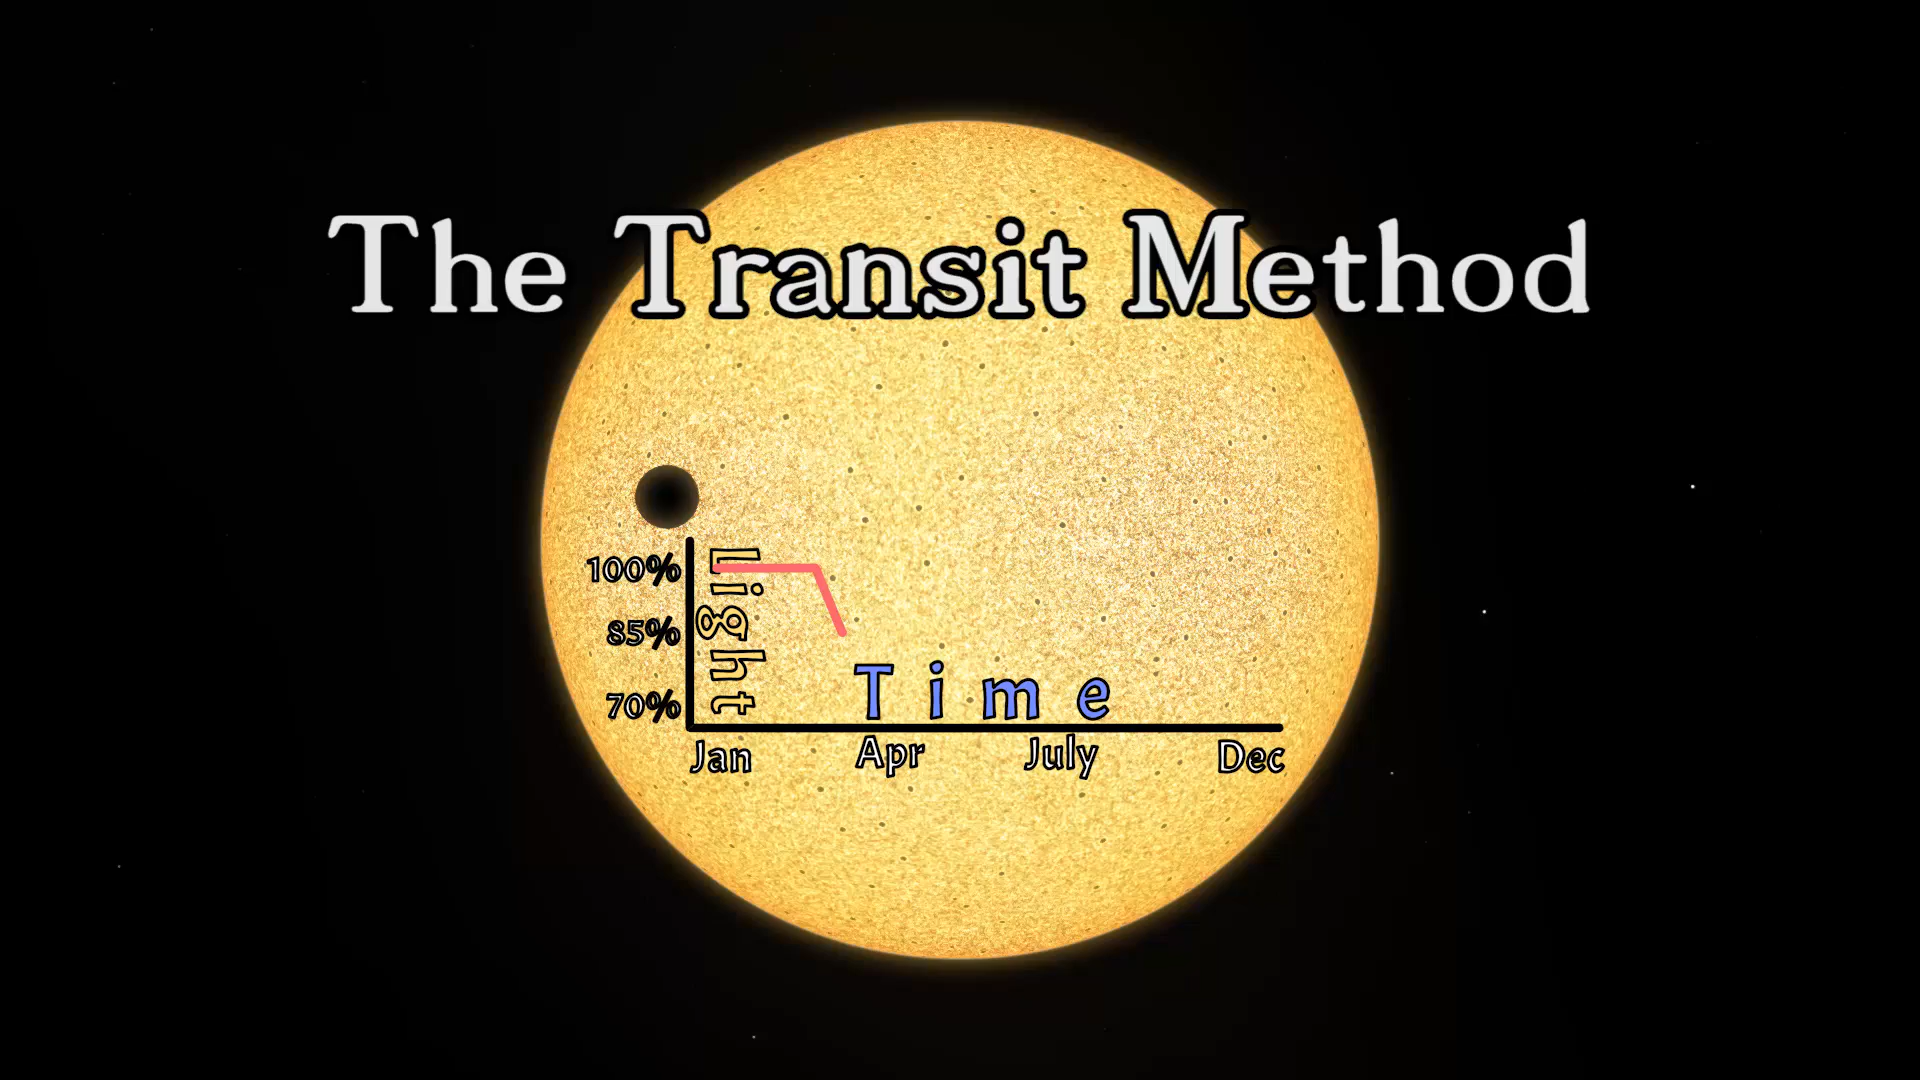 The Transit Method
100%
85%
70%
Light
Time
Jan Apr July Dec